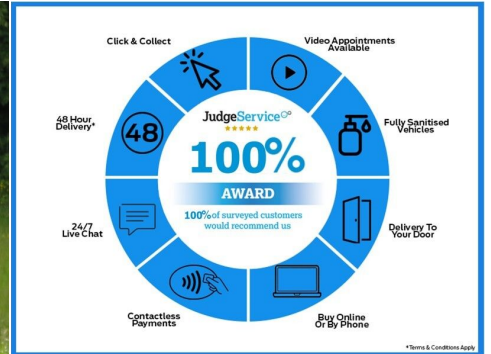 Click & Collect
Video Appointments
Available
48 Hour
Delivery*
48
Fully Sanitised
Vehicles
JudgeService
100%
AWARD
100% of surveyed customers
would recommend us
24/7
Live Chat
Delivery To
Your Door
Contactless
Payments
Buy Online
Or By Phone
*Terms & Conditions Apply